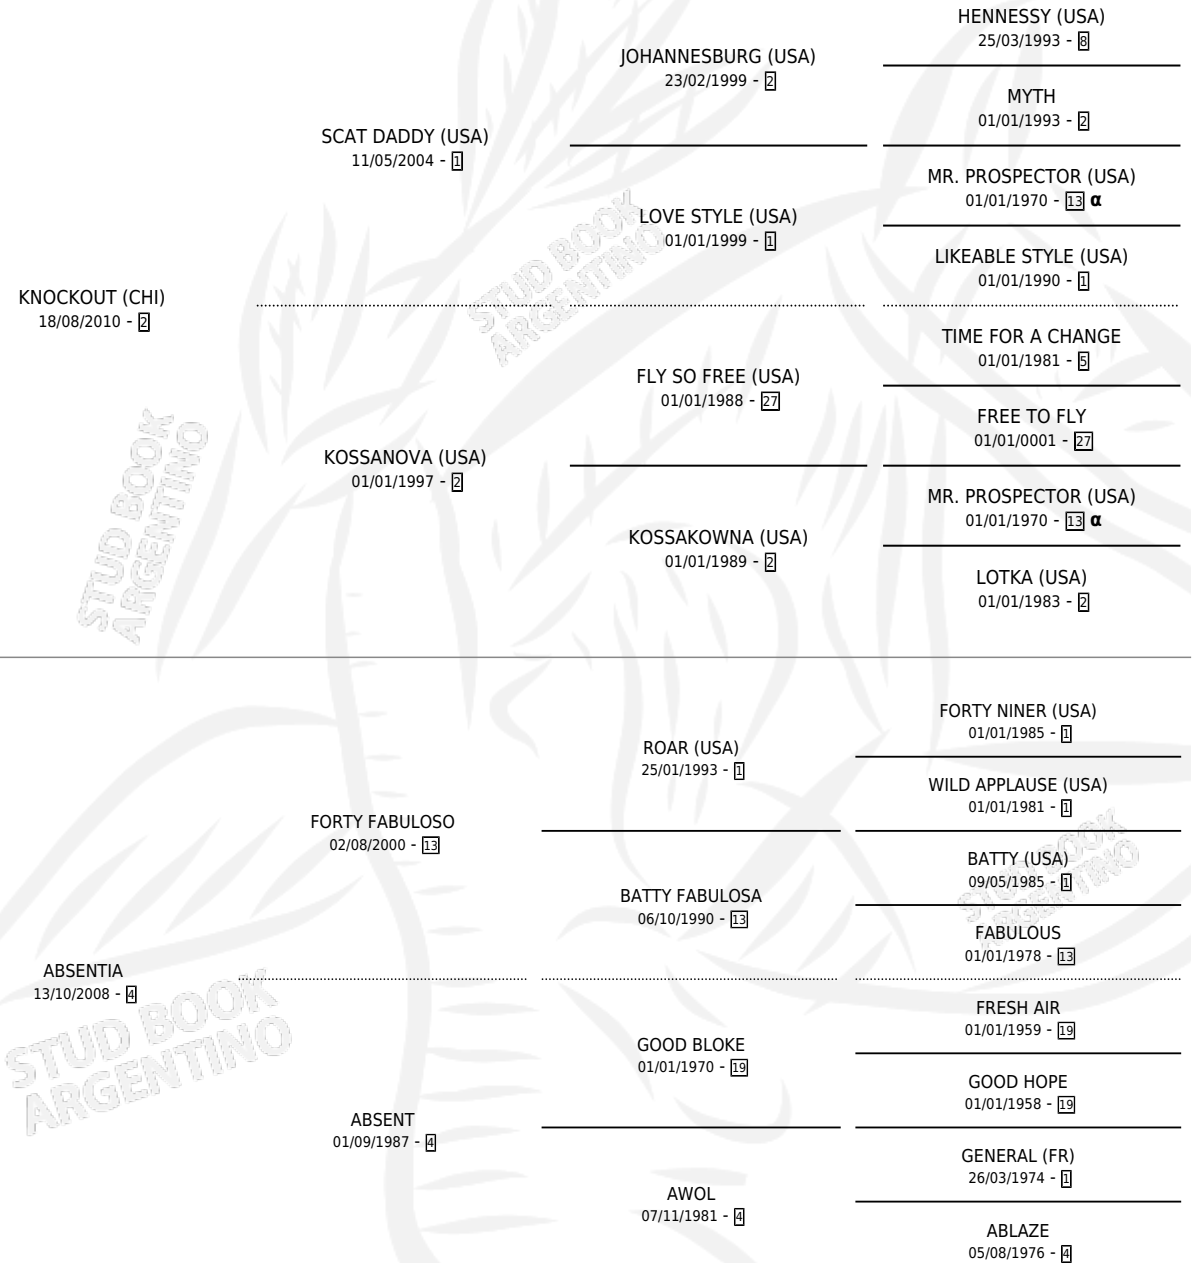 HENNESSY (USA)
25/03/1993 - 8
JOHANNESBURG (USA)
23/02/1999 - 2
MYTH
01/01/1993 - 2
SCAT DADDY (USA)
11/05/2004 - 1
MR. PROSPECTOR (USA)
01/01/1970 - 13 α
LOVE STYLE (USA)
01/01/1999 - 1
LIKEABLE STYLE (USA)
01/01/1990 - 1
KNOCKOUT (CHI)
18/08/2010 - 2
TIME FOR A CHANGE
01/01/1981 - 5
FLY SO FREE (USA)
01/01/1988 - 27
FREE TO FLY
01/01/0001 - 27
KOSSANOVA (USA)
01/01/1997 - 2
MR. PROSPECTOR (USA)
01/01/1970 - 13 α
KOSSAKOWNA (USA)
01/01/1989 - 2
LOTKA (USA)
01/01/1983 - 2
FORTY NINER (USA)
01/01/1985 - 1
ROAR (USA)
25/01/1993 - 1
WILD APPLAUSE (USA)
01/01/1981 - 1
FORTY FABULOSO
02/08/2000 - 13
BATTY (USA)
09/05/1985 - 1
BATTY FABULOSA
06/10/1990 - 13
FABULOUS
01/01/1978 - 13
ABSENTIA
13/10/2008 - 4
FRESH AIR
01/01/1959 - 19
GOOD BLOKE
01/01/1970 - 19
GOOD HOPE
01/01/1958 - 19
ABSENT
01/09/1987 - 4
GENERAL (FR)
26/03/1974 - 1
AWOL
07/11/1981 - 4
ABLAZE
05/08/1976 - 4
STUD BOOK
ARGENTINO
STUD BOOK
ARGENTINO
STUD BOOK
ARGENTINO
STUD BOOK
ARGENTINO